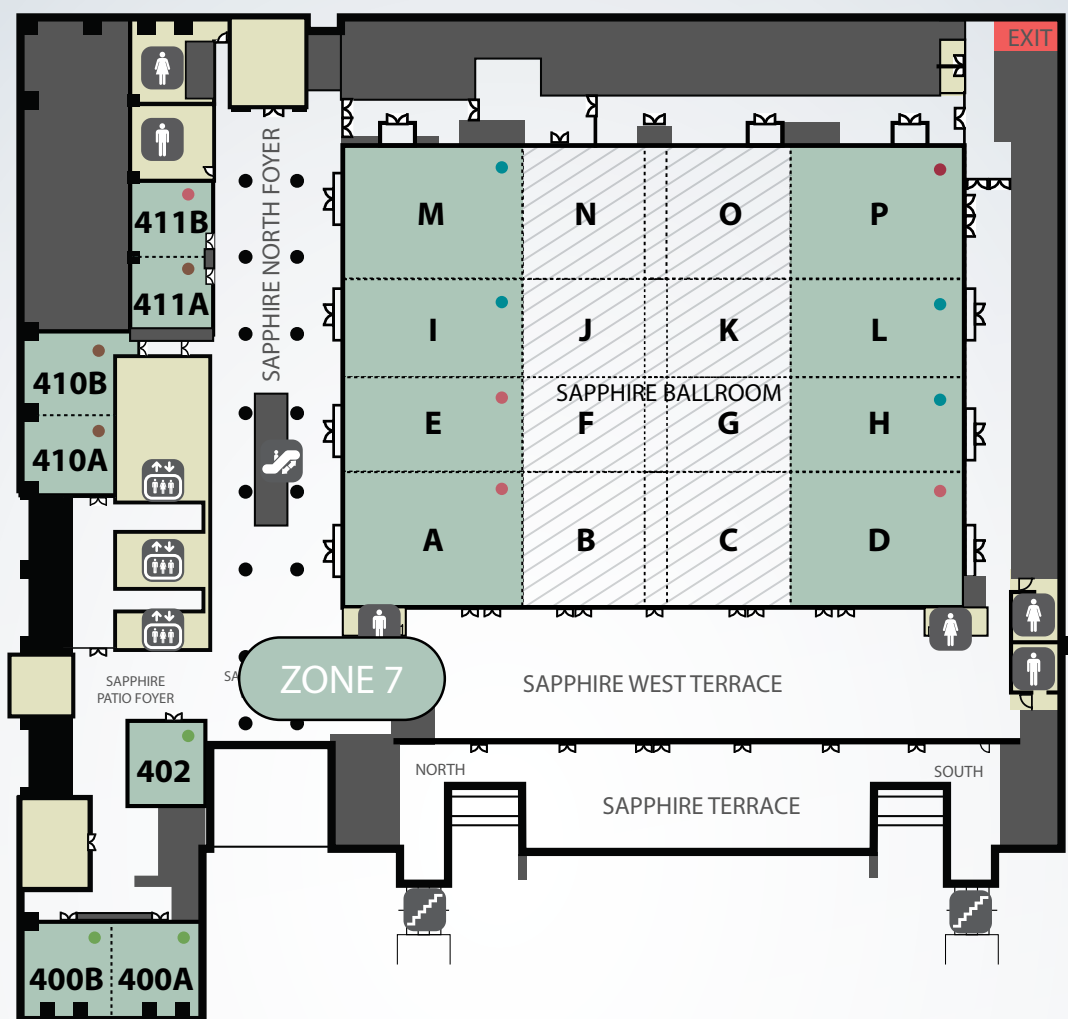 EXIT
SAPPHIRE NORTH FOYER
M
N
O
P
411B
411A
I
J
K
L
410B
SAPPHIRE BALLROOM
E
F
G
H
410A
A
B
C
D
ZONE 7
SAPPHIRE
PATIO FOYER
SA
SAPPHIRE WEST TERRACE
402
NORTH
SOUTH
SAPPHIRE TERRACE
400B
400A